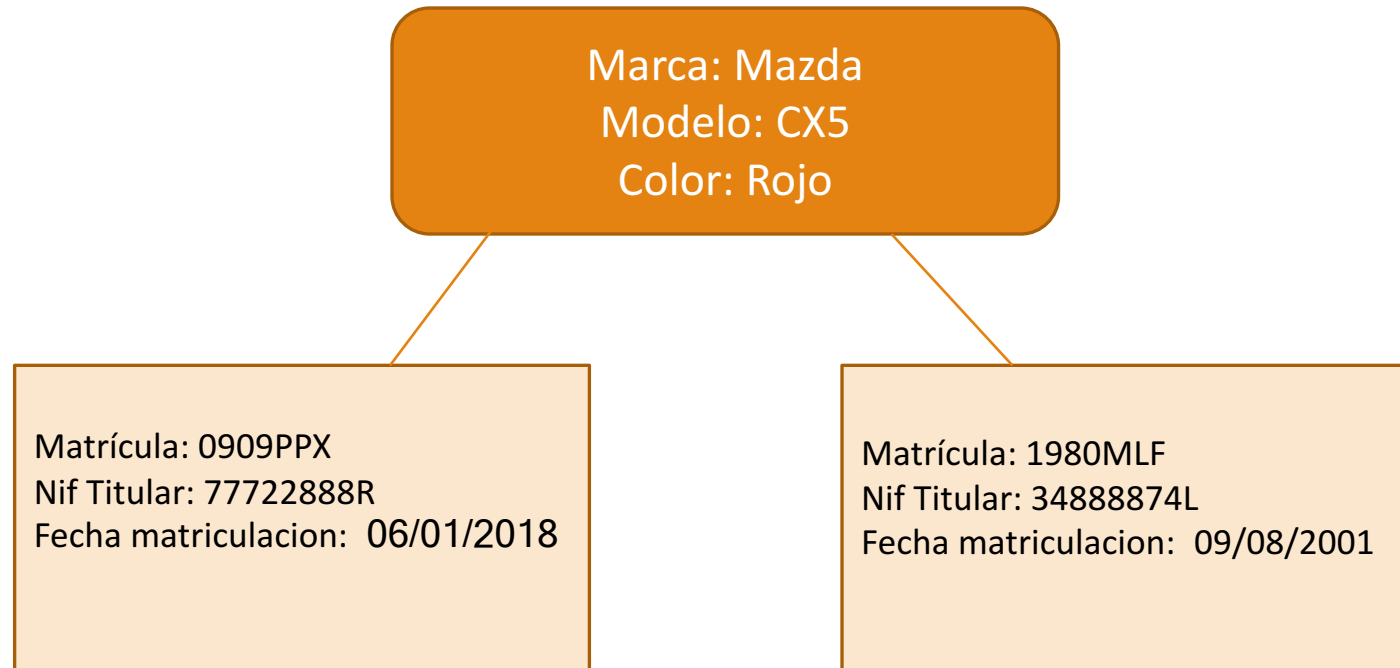 Marca: Mazda
Modelo: CX5
Color: Rojo
Matrícula: 0909PPX
Nif Titular: 77722888R
Fecha matriculacion: 06/01/2018
Matrícula: 1980MLF
Nif Titular: 34888874L
Fecha matriculacion: 09/08/2001